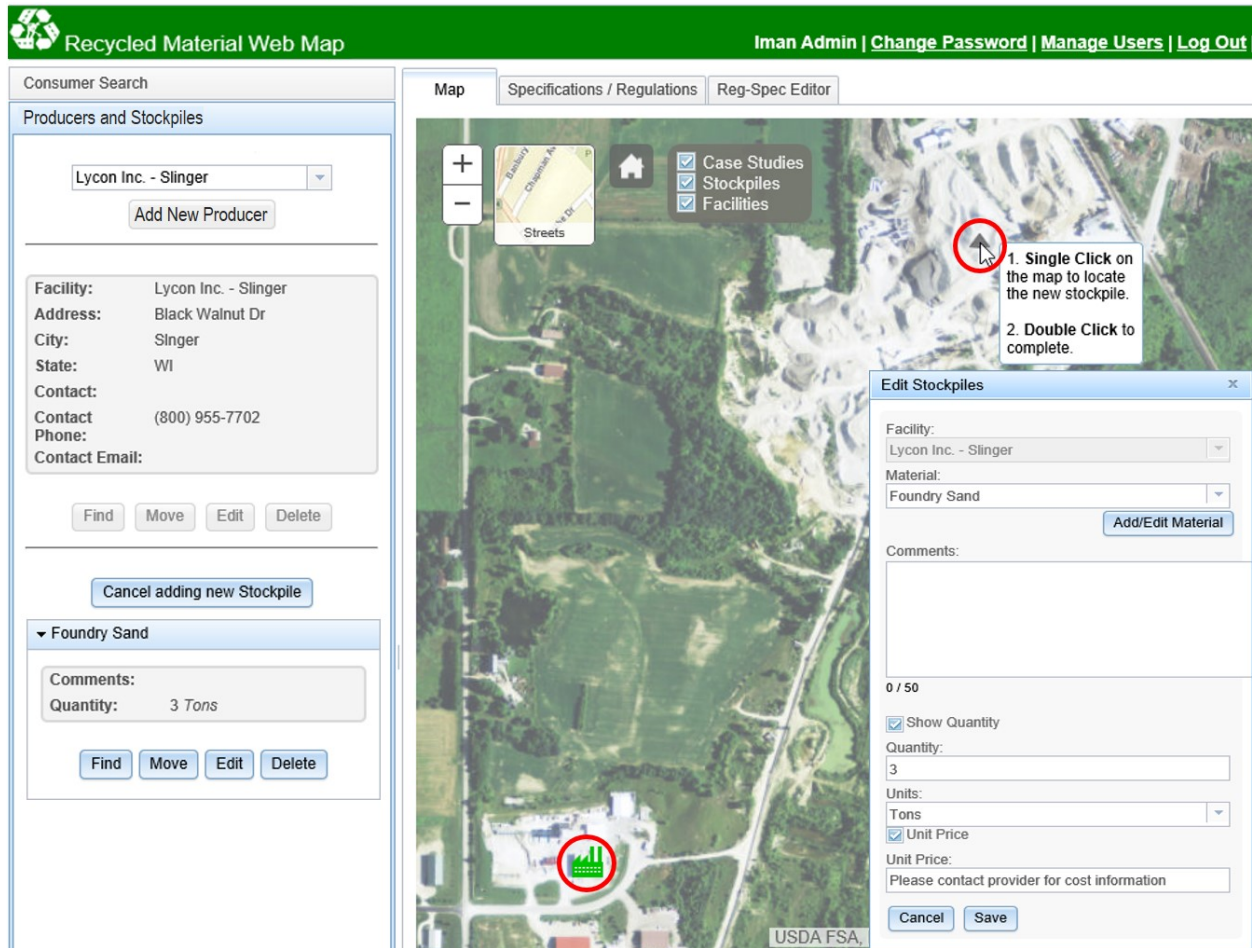 Recycled Material Web Map
Iman Admin | Change Password | Manage Users | Log Out
Consumer Search
Producers and Stockpiles
Lycon Inc. - Slinger
Add New Producer
Facility: Lycon Inc. - Slinger
Address: Black Walnut Dr
City: SInger
State: WI
Contact:
Contact Phone: (800) 955-7702
Contact Email:
Find Move Edit Delete
Cancel adding new Stockpile
Foundry Sand
Comments:
Quantity: 3 Tons
Find Move Edit Delete
Map Specifications / Regulations Reg-Spec Editor
+
−
Banbury
Chapman Av
Dr
P
Streets
Case Studies
Stockpiles
Facilities
1. Single Click on
the map to locate
the new stockpile.
2. Double Click to
complete.
Edit Stockpiles x
Facility:
Lycon Inc. - Slinger
Material:
Foundry Sand
Add/Edit Material
Comments:
0 / 50
Show Quantity
Quantity:
3
Units:
Tons
Unit Price
Unit Price:
Please contact provider for cost information
Cancel Save
USDA FSA,